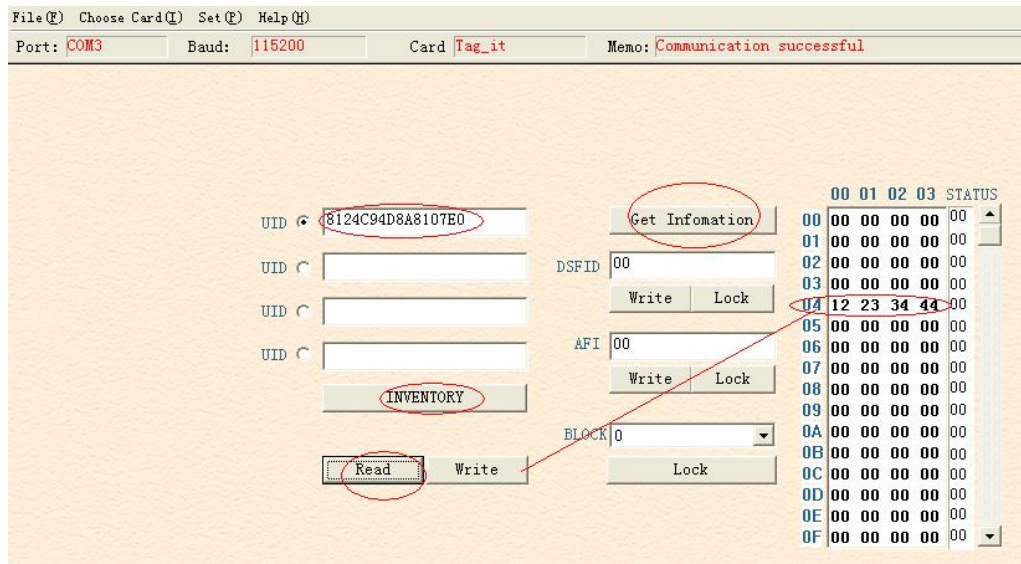 File(F) Choose Card(I) Set(P) Help(H)
Port: COM3 Baud: 115200 Card Tag_it Memo: Communication successful
00 01 02 03 STATUS
UID 8124C94D8A8107E0 Get Infomation 00 00 00 00 00 00
01 00 00 00 00 00
UID DSFID 00 02 00 00 00 00 00
03 00 00 00 00 00
Write Lock
UID 04 12 23 34 44 00
05 00 00 00 00 00
AFI 00 06 00 00 00 00 00
UID 07 00 00 00 00 00
Write Lock 08 00 00 00 00 00
INVENTORY 09 00 00 00 00 00
BLOCK 0 0A 00 00 00 00 00
0B 00 00 00 00 00
Read Write Lock 0C 00 00 00 00 00
0D 00 00 00 00 00
0E 00 00 00 00 00
0F 00 00 00 00 00